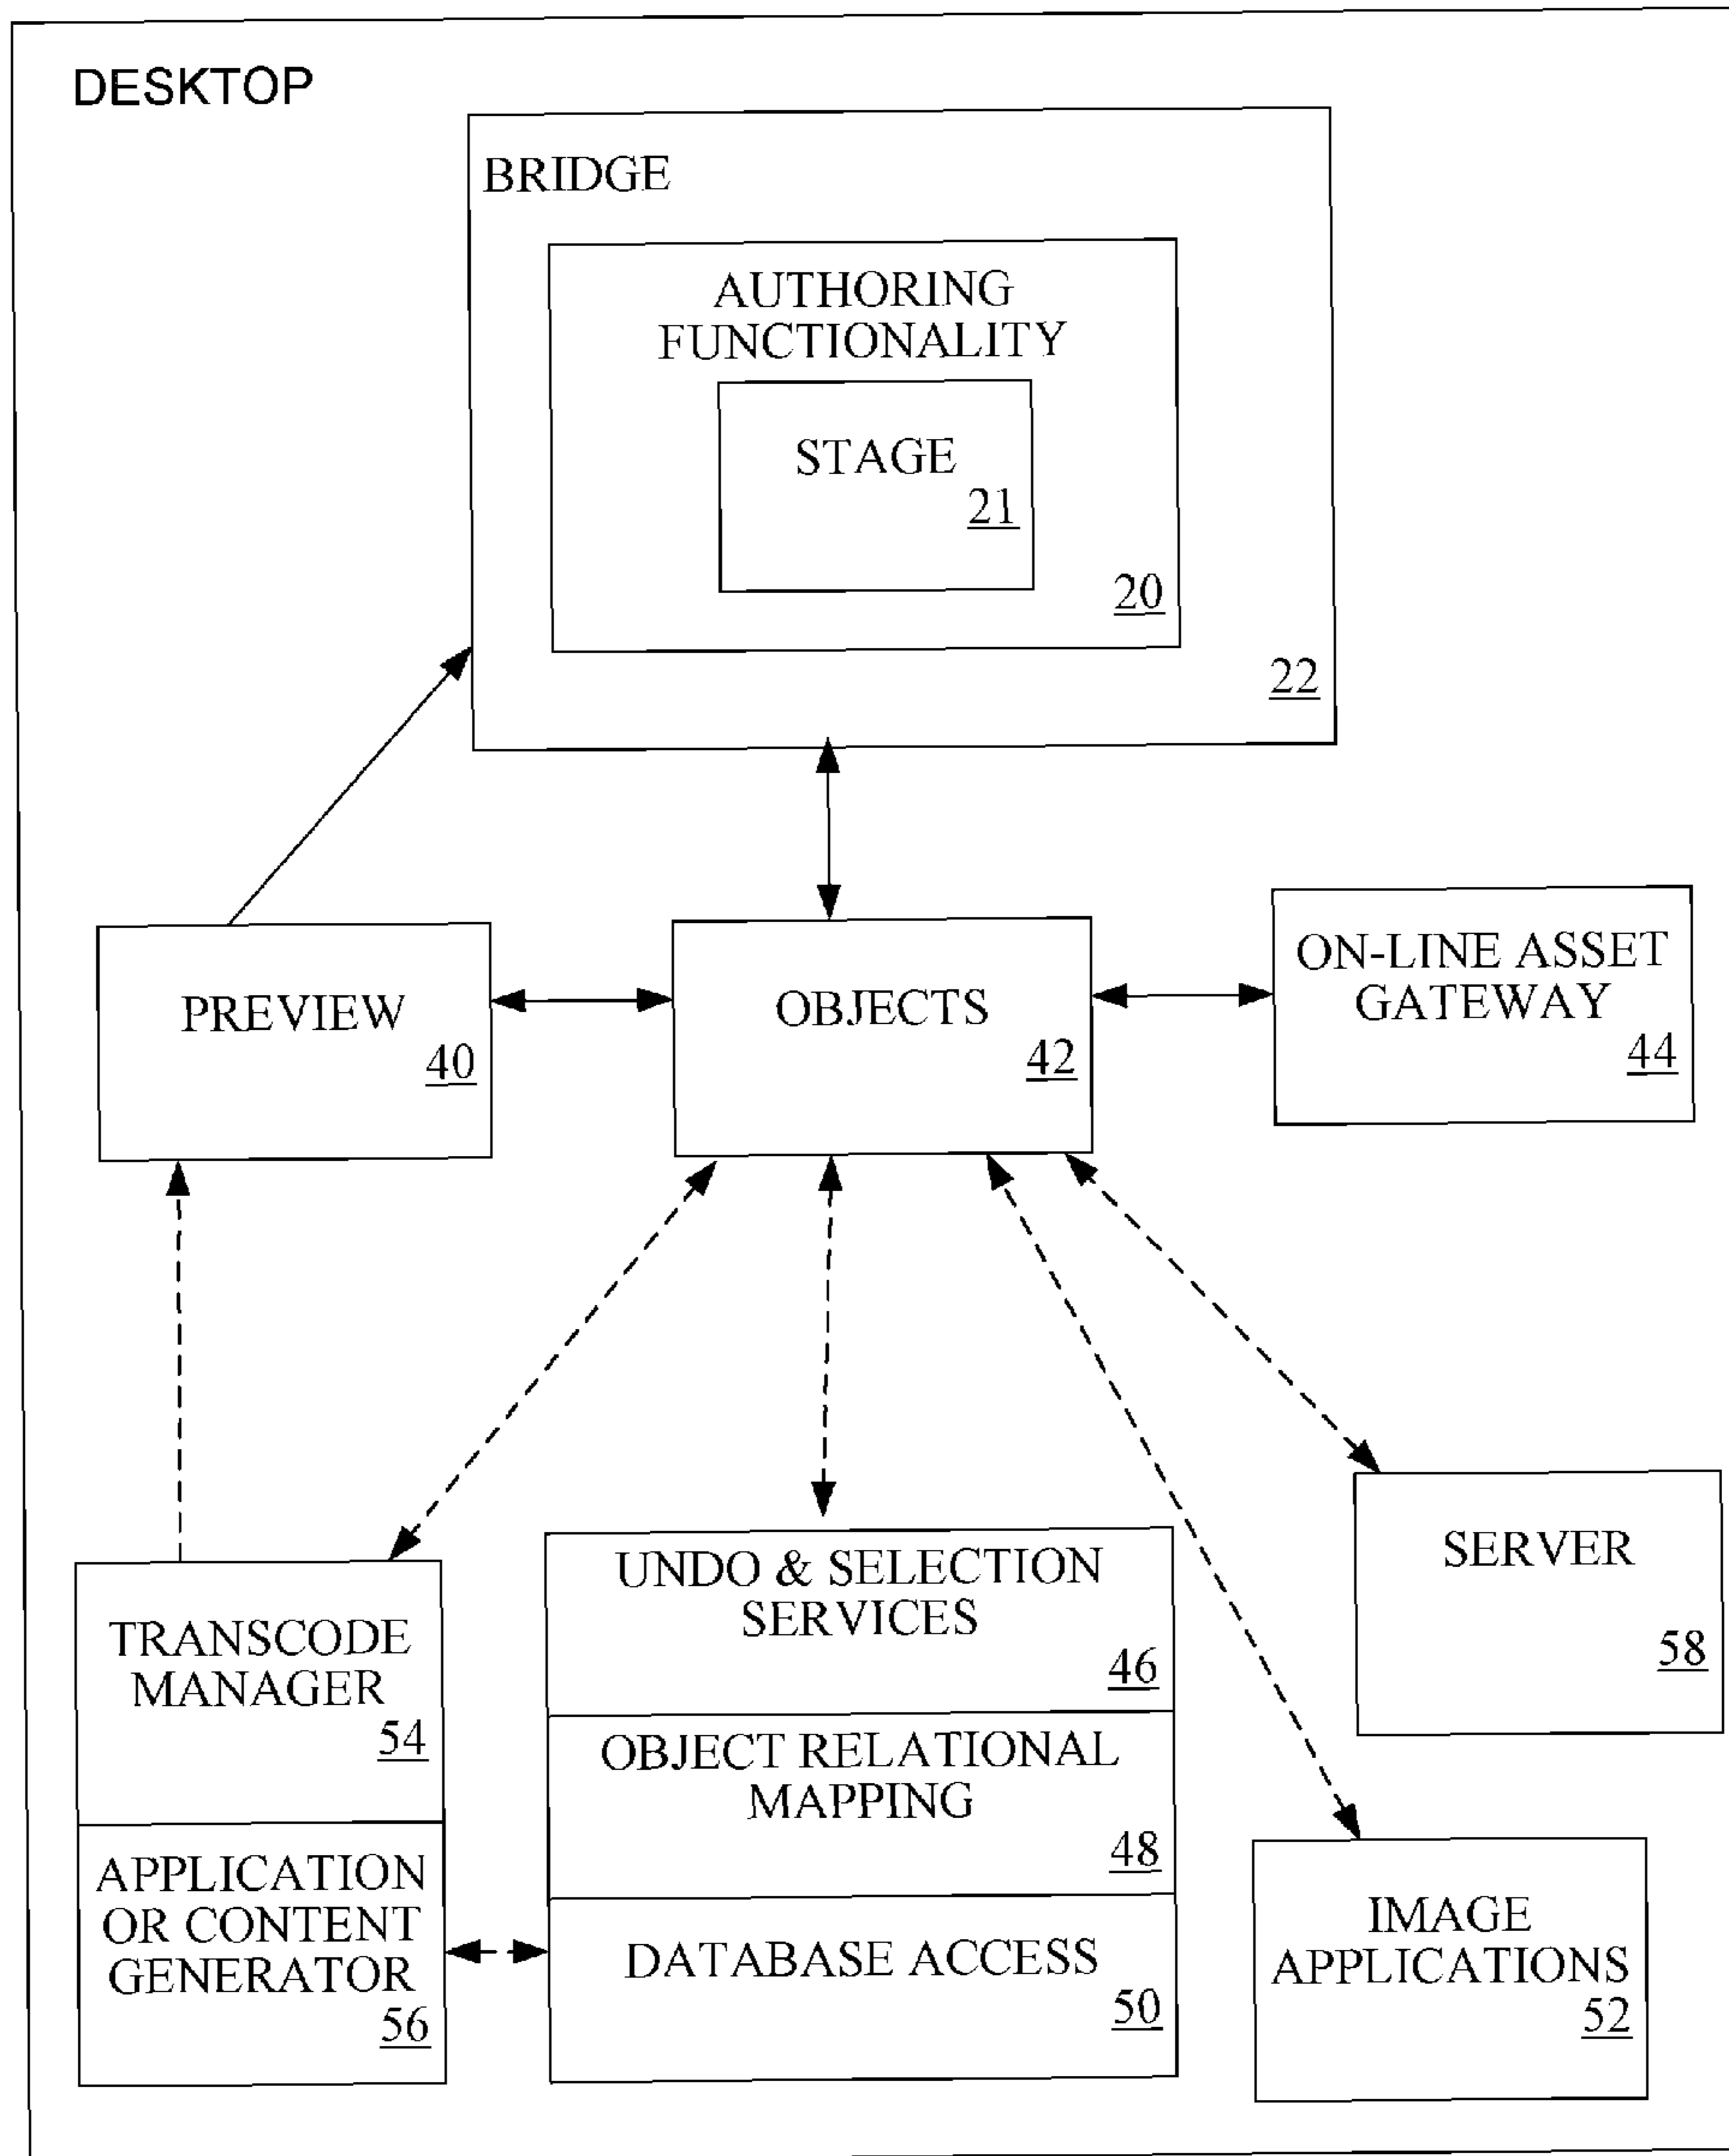 DESKTOP
BRIDGE
AUTHORING
FUNCTIONALITY
STAGE
21
20
22
PREVIEW
40
OBJECTS
42
ON-LINE ASSET
GATEWAY
44
TRANSCODE
MANAGER
54
APPLICATION
OR CONTENT
GENERATOR
56
UNDO & SELECTION
SERVICES
46
OBJECT RELATIONAL
MAPPING
48
DATABASE ACCESS
50
SERVER
58
IMAGE
APPLICATIONS
52